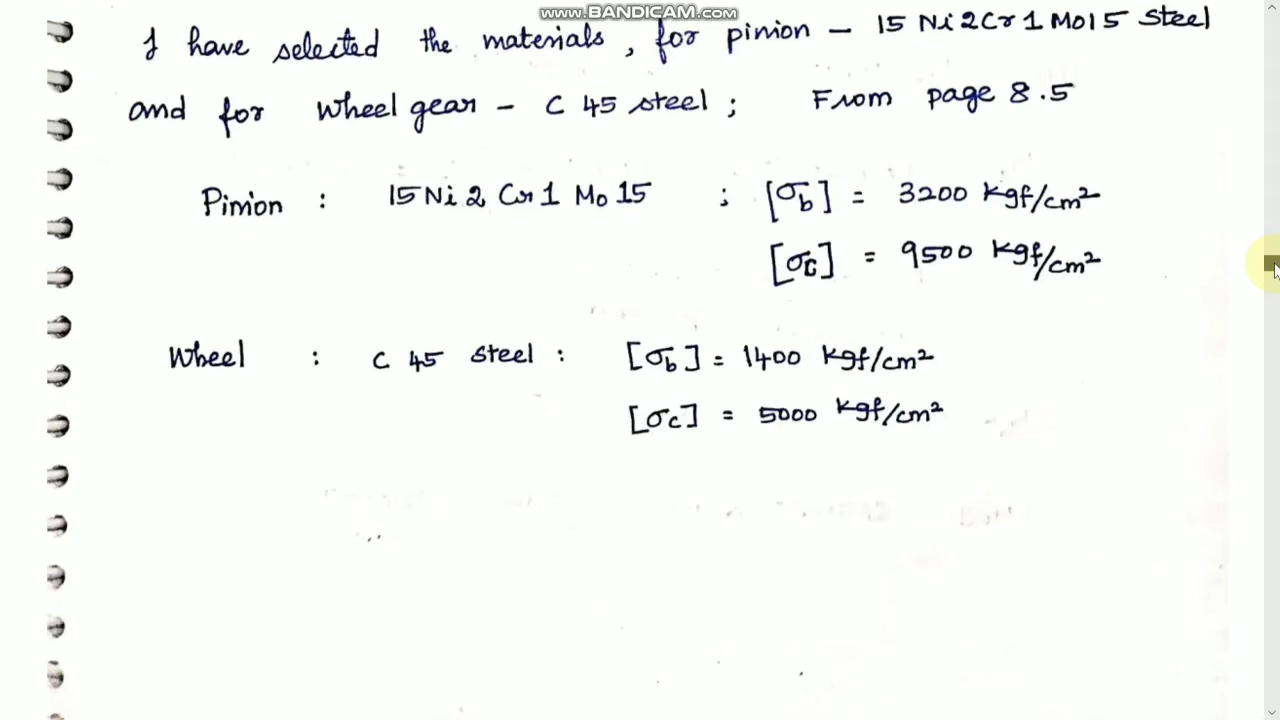 www.BANDICAM.com
I have selected the materials, for pinion - 15 Ni 2 Cr 1 Mo 15 steel
and for wheel gear - C 45 steel ; From page 8.5
Pinion : 15 Ni 2 Cr 1 Mo 15 ; [σb] = 3200 kgf/cm²
[σc] = 9500 kgf/cm²
Wheel : C 45 steel : [σb] = 1400 kgf/cm²
[σc] = 5000 kgf/cm²